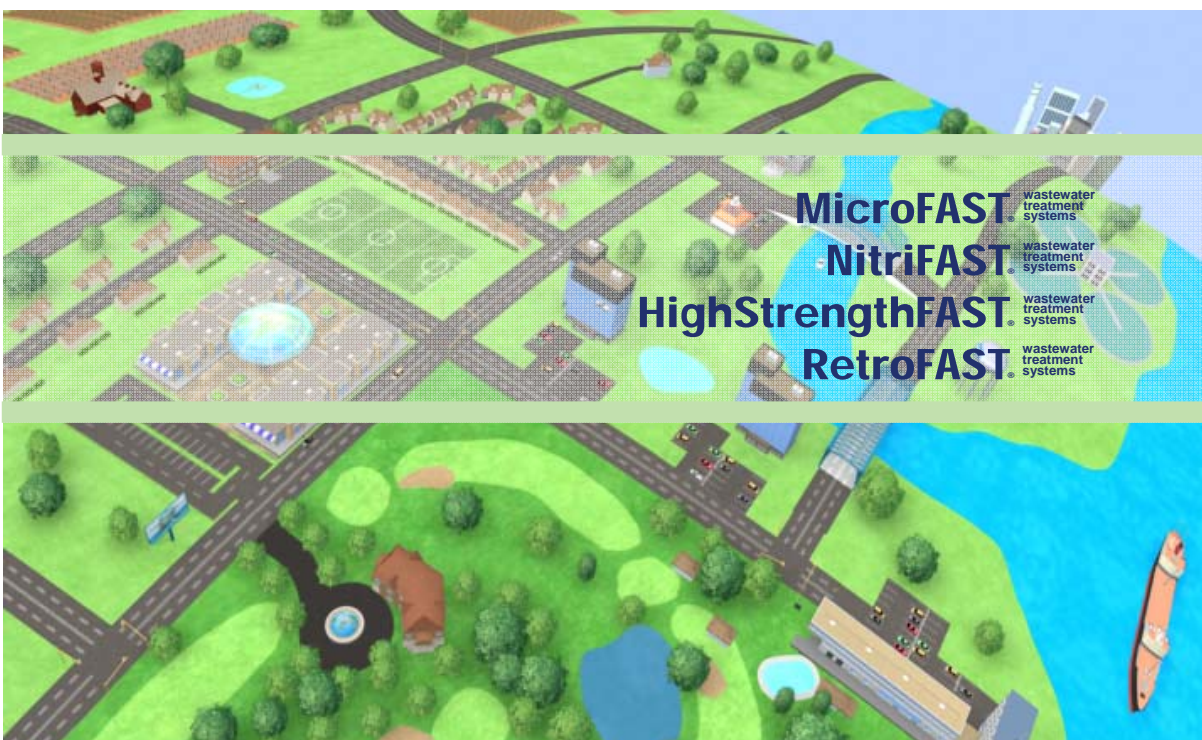 MicroFAST® wastewater
treatment
systems
NitriFAST® wastewater
treatment
systems
HighStrengthFAST® wastewater
treatment
systems
RetroFAST® wastewater
treatment
systems